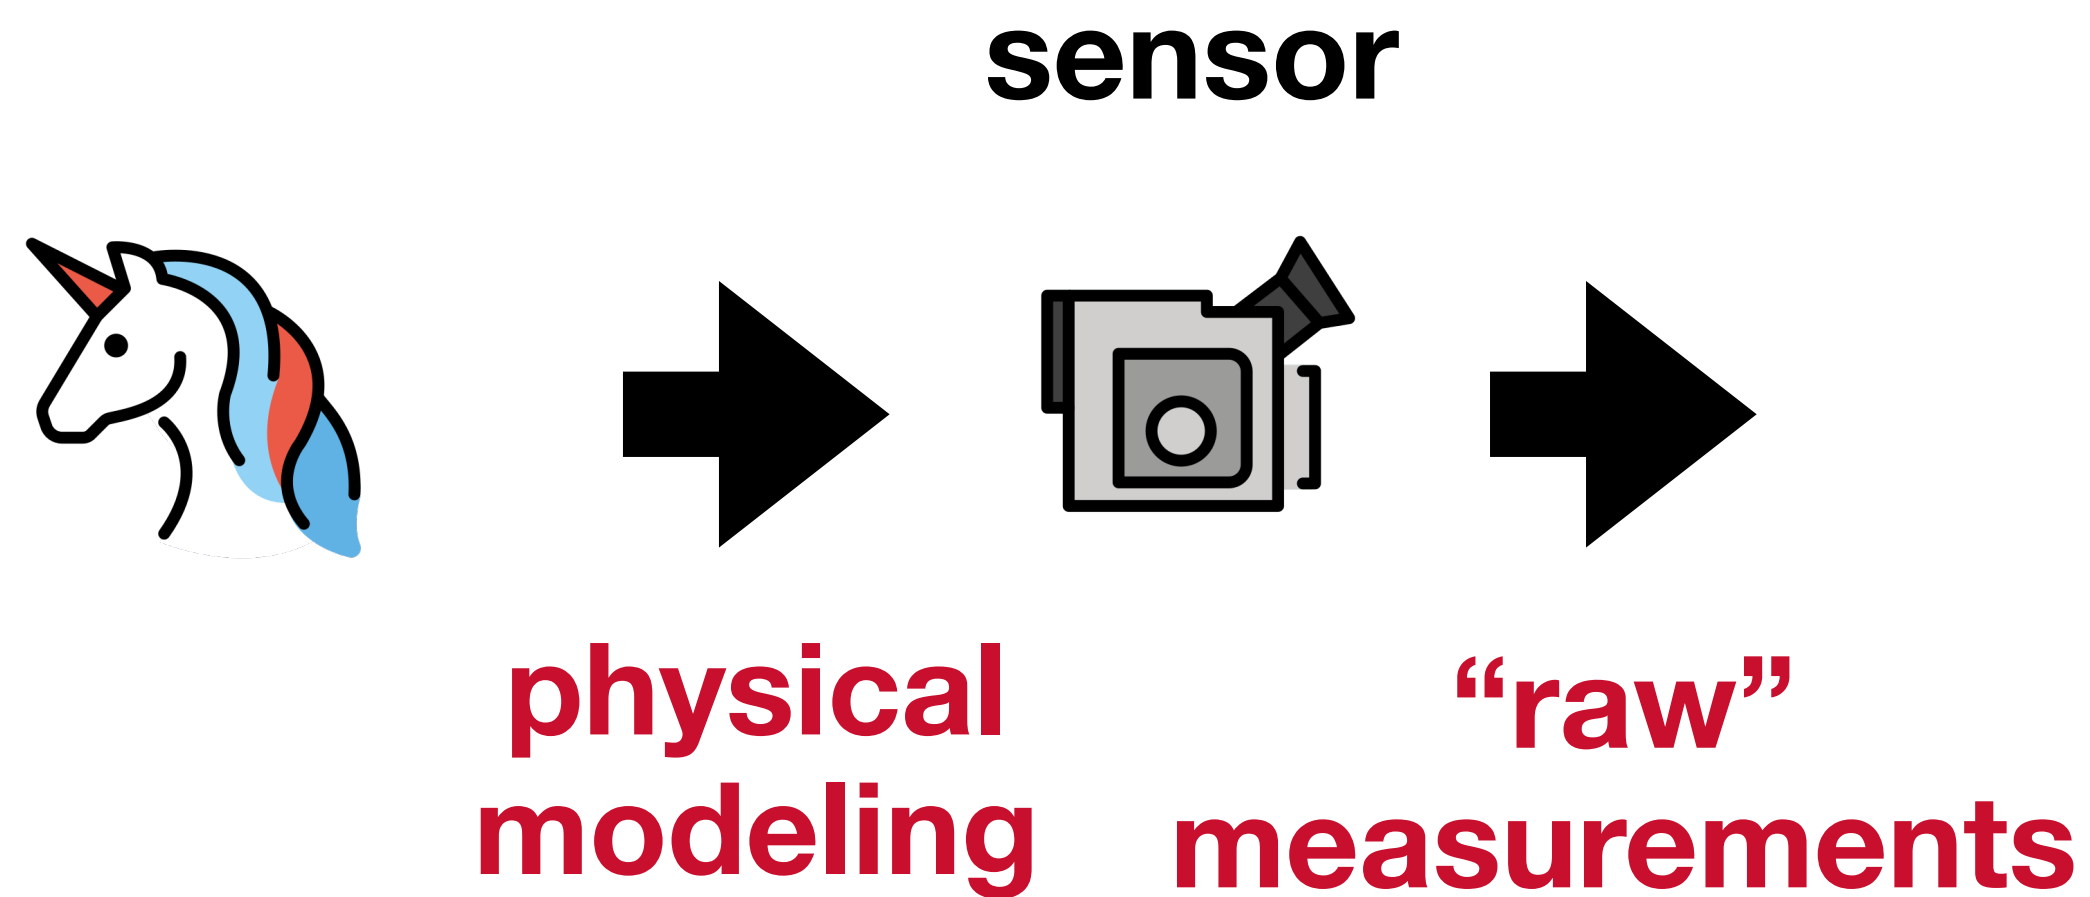 sensor
physical
modeling
“raw”
measurements